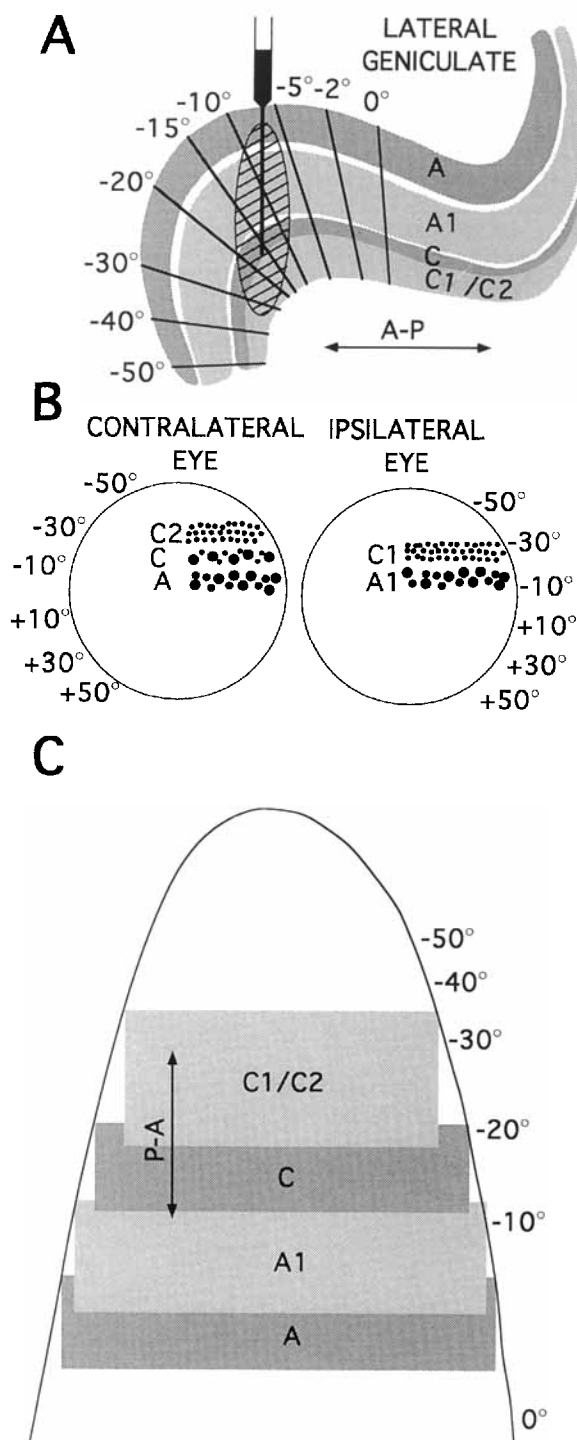 A
LATERAL
GENICULATE
-5° -2° 0°
-10°
-15°
-20°
-30°
-40°
-50°
A
A1
C
C1/C2
A-P
B
CONTRALATERAL
EYE
IPSILATERAL
EYE
-50°
-30°
-10°
+10°
+30°
+50°
C2
C
A
C1
A1
-50°
-30°
-10°
+10°
+30°
+50°
C
-50°
-40°
-30°
-20°
-10°
0°
C1/C2
P-A
C
A1
A